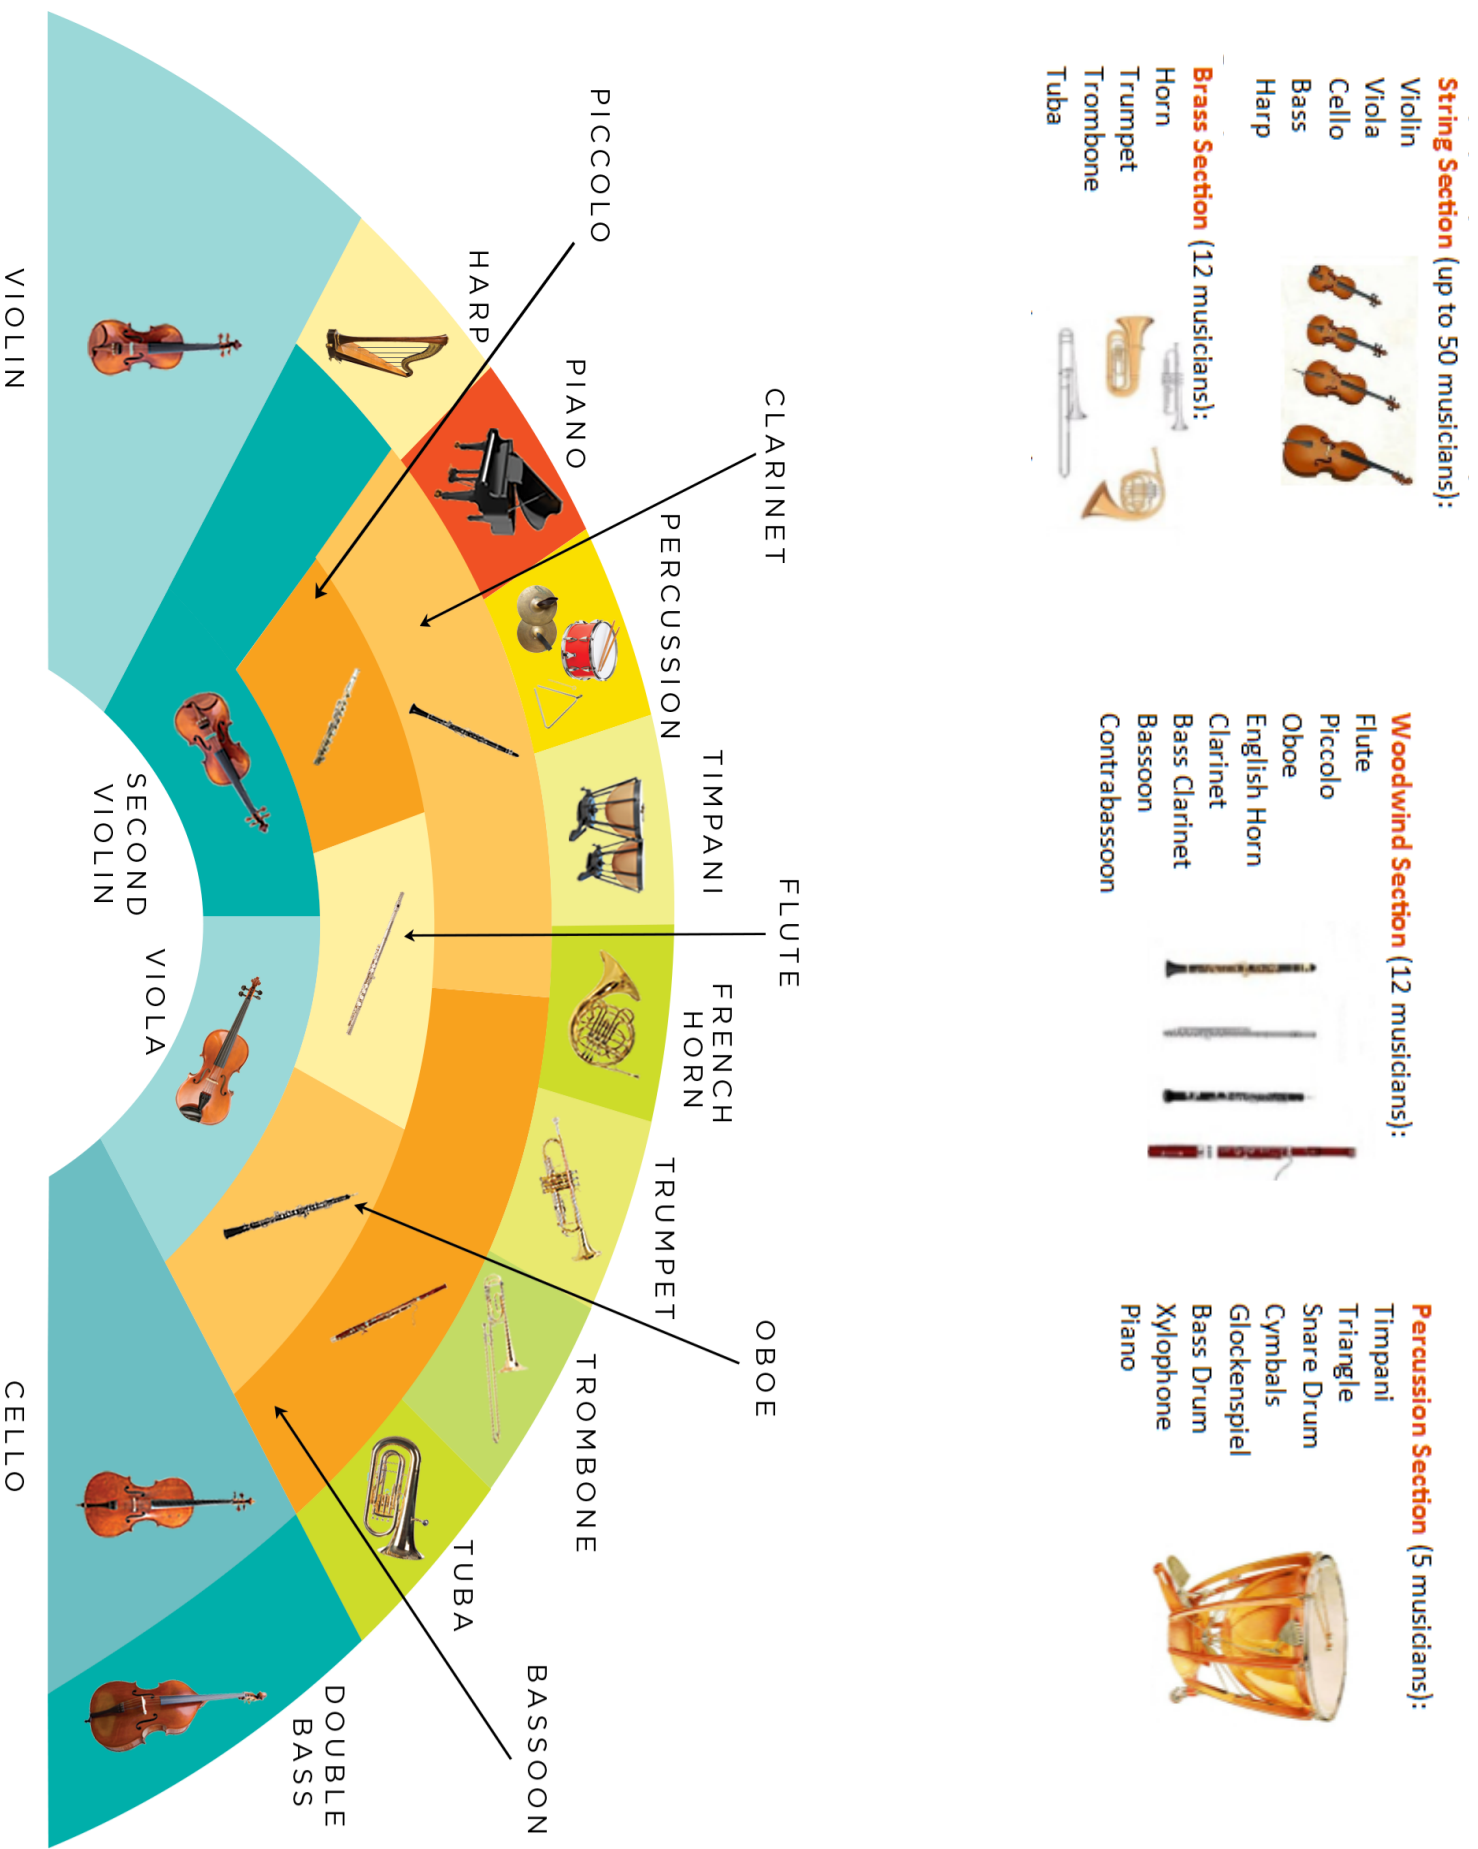 String Section (up to 50 musicians):
Violin
Viola
Cello
Bass
Harp
Brass Section (12 musicians):
Horn
Trumpet
Trombone
Tuba
Woodwind Section (12 musicians):
Flute
Piccolo
Oboe
English Horn
Clarinet
Bass Clarinet
Bassoon
Contrabassoon
Percussion Section (5 musicians):
Timpani
Triangle
Snare Drum
Cymbals
Glockenspiel
Bass Drum
Xylophone
Piano
PICCOLO
HARP
PIANO
CLARINET
PERCUSSION
TIMPANI
FLUTE
FRENCH
HORN
TRUMPET
OBOE
TROMBONE
TUBA
BASSOON
DOUBLE
BASS
VIOLIN
SECOND
VIOLIN
VIOLA
CELLO